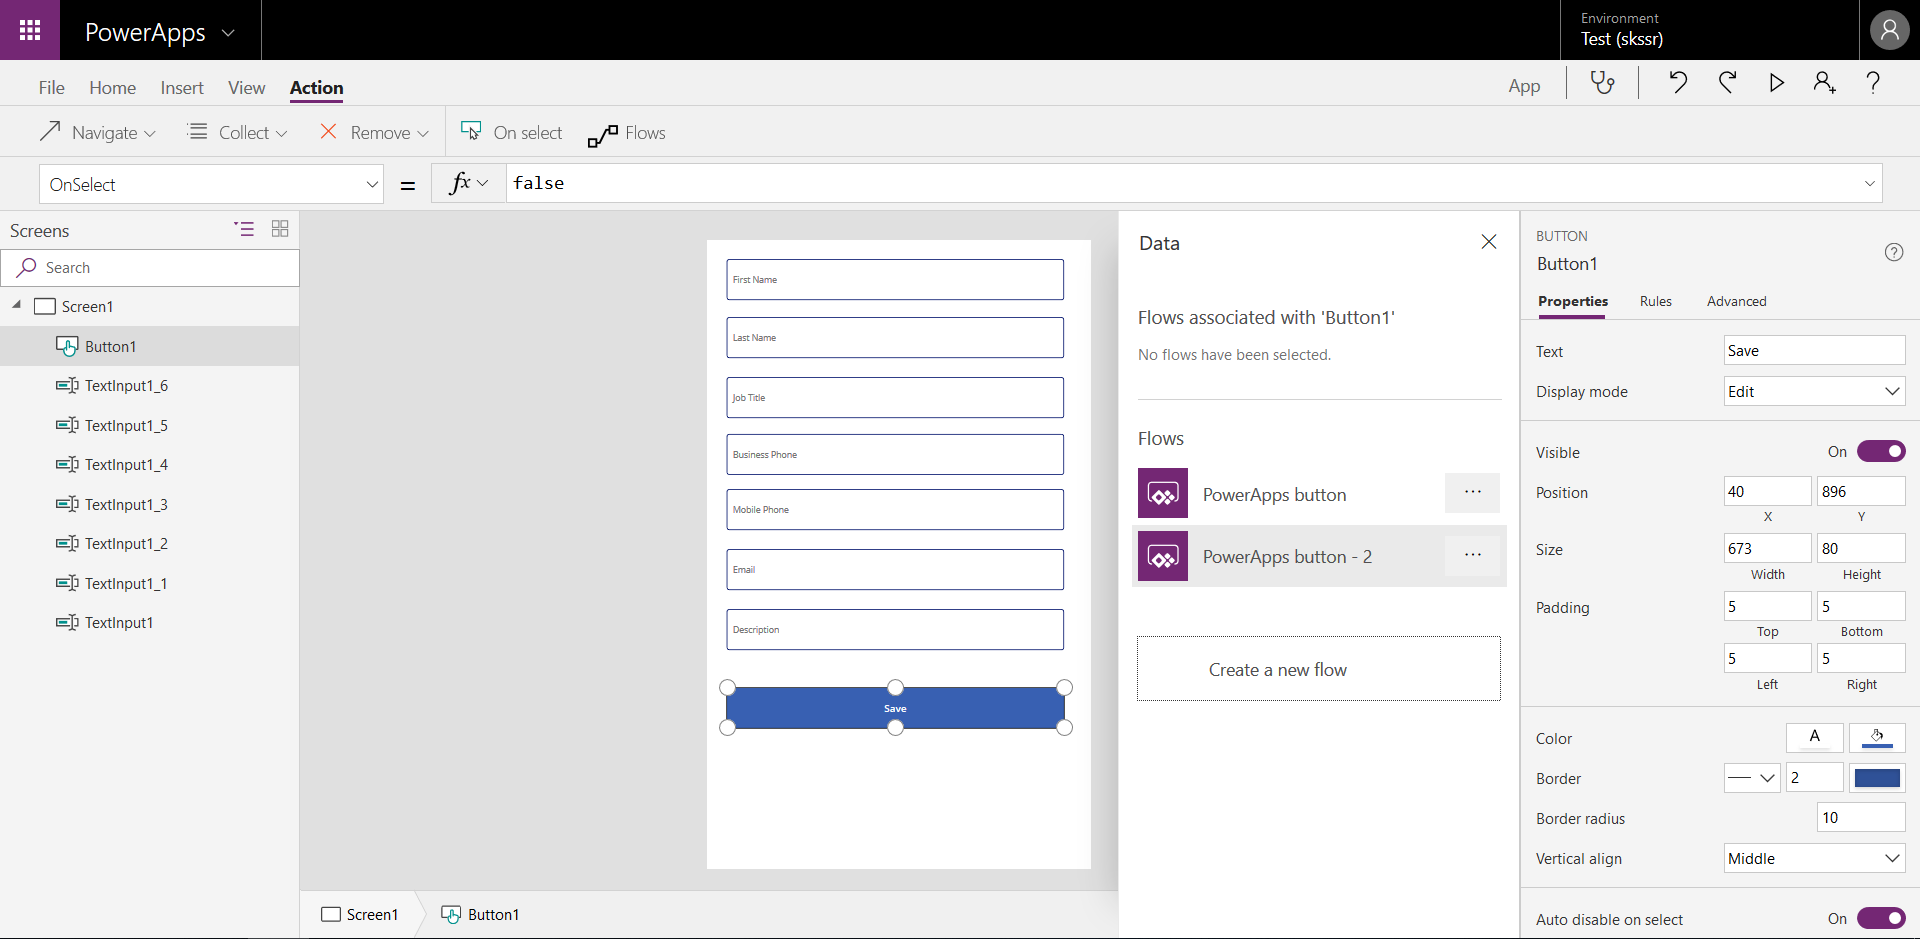 PowerApps
Environment
Test (skssr)
File Home Insert View Action
App
Navigate Collect Remove On select Flows
OnSelect = fx false
Screens
Search
Screen1
Button1
TextInput1_6
TextInput1_5
TextInput1_4
TextInput1_3
TextInput1_2
TextInput1_1
TextInput1
First Name
Last Name
Job Title
Business Phone
Mobile Phone
Email
Description
Save
Screen1 Button1
Data
Flows associated with 'Button1'
No flows have been selected.
Flows
PowerApps button ...
PowerApps button - 2 ...
Create a new flow
BUTTON
Button1
Properties Rules Advanced
Text Save
Display mode Edit
Visible On
Position 40 896
X Y
Size 673 80
Width Height
Padding 5 5
Top Bottom
5 5
Left Right
Color A
Border 2
Border radius 10
Vertical align Middle
Auto disable on select On